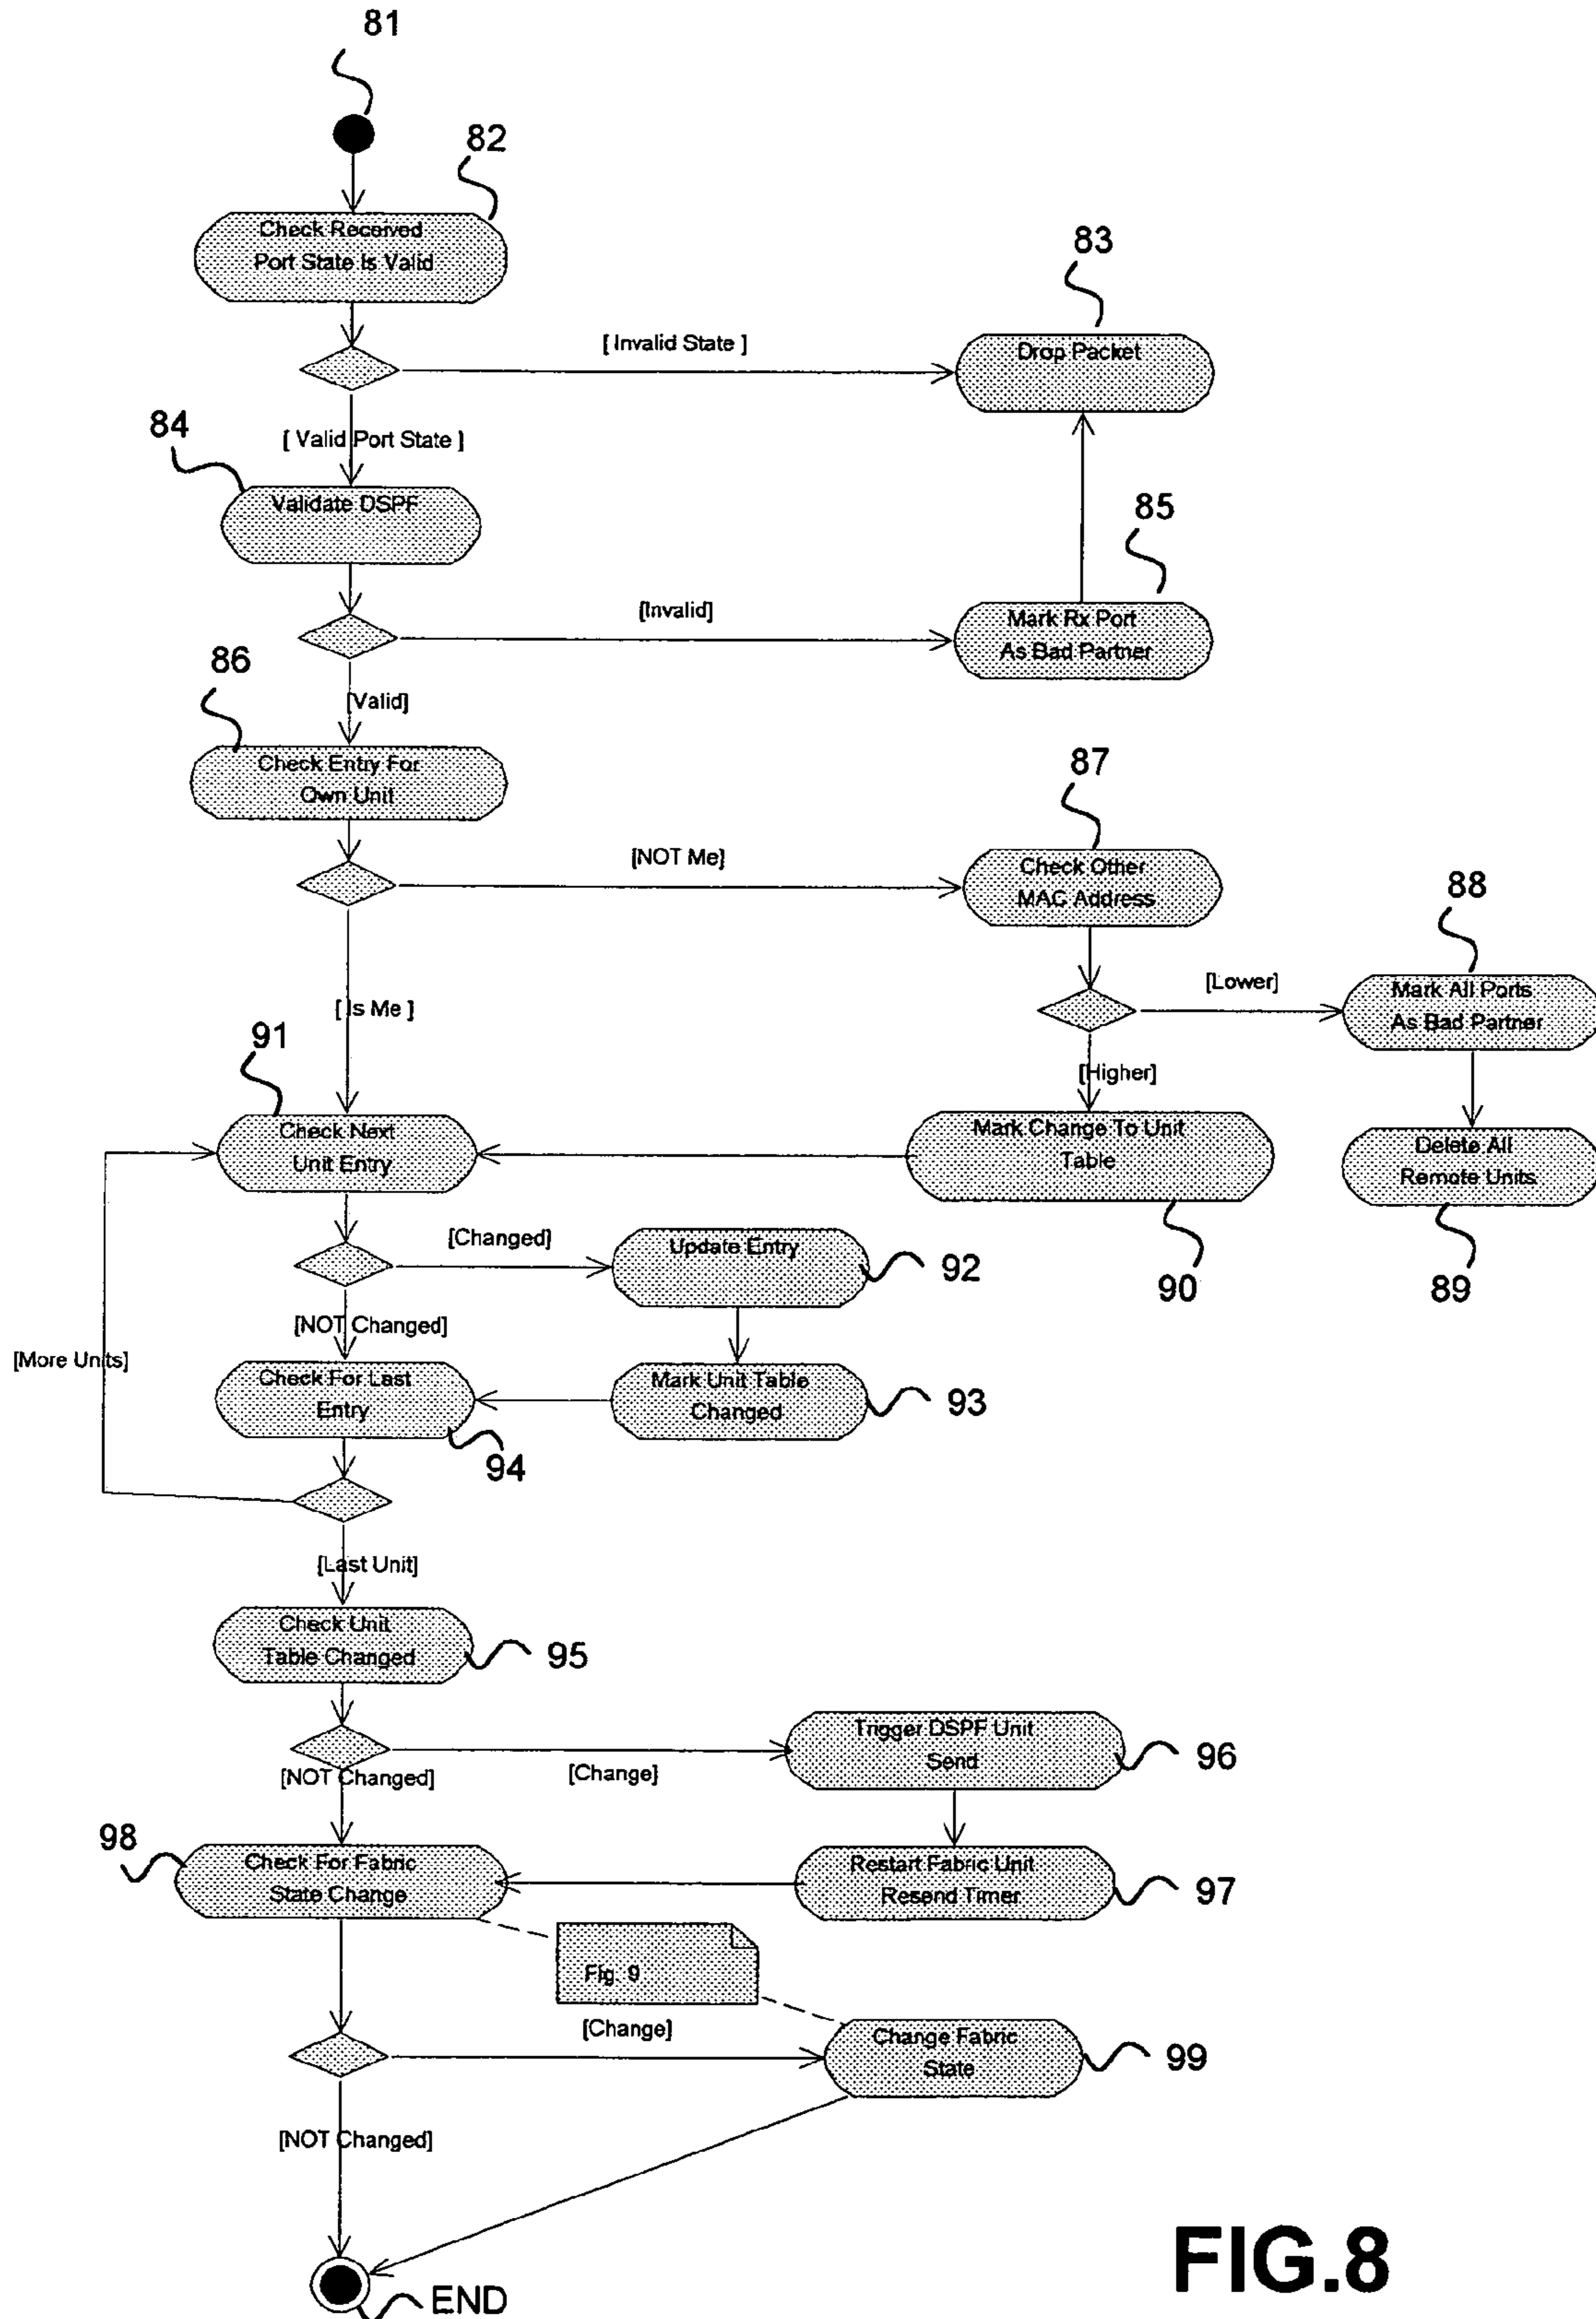 81
82
Check Received
Port State Is Valid
83
[ Invalid State ]
Drop Packet
84
[ Valid Port State ]
Validate DSPF
85
[Invalid]
Mark Rx Port
As Bad Partner
86
[Valid]
Check Entry For
Own Unit
87
[NOT Me]
Check Other
MAC Address
88
[Lower]
Mark All Ports
As Bad Partner
[ Is Me ]
91
[Higher]
Check Next
Unit Entry
Mark Change To Unit
Table
Delete All
Remote Units
[Changed]
Update Entry
92
90
89
[NOT Changed]
[More Units]
Check For Last
Entry
Mark Unit Table
Changed
93
94
[Last Unit]
Check Unit
Table Changed
95
Trigger DSPF Unit
Send
96
[NOT Changed]
[Change]
98
Check For Fabric
State Change
Restart Fabric Unit
Resend Timer
97
Fig. 9
[Change]
Change Fabric
State
99
[NOT Changed]
FIG.8
END